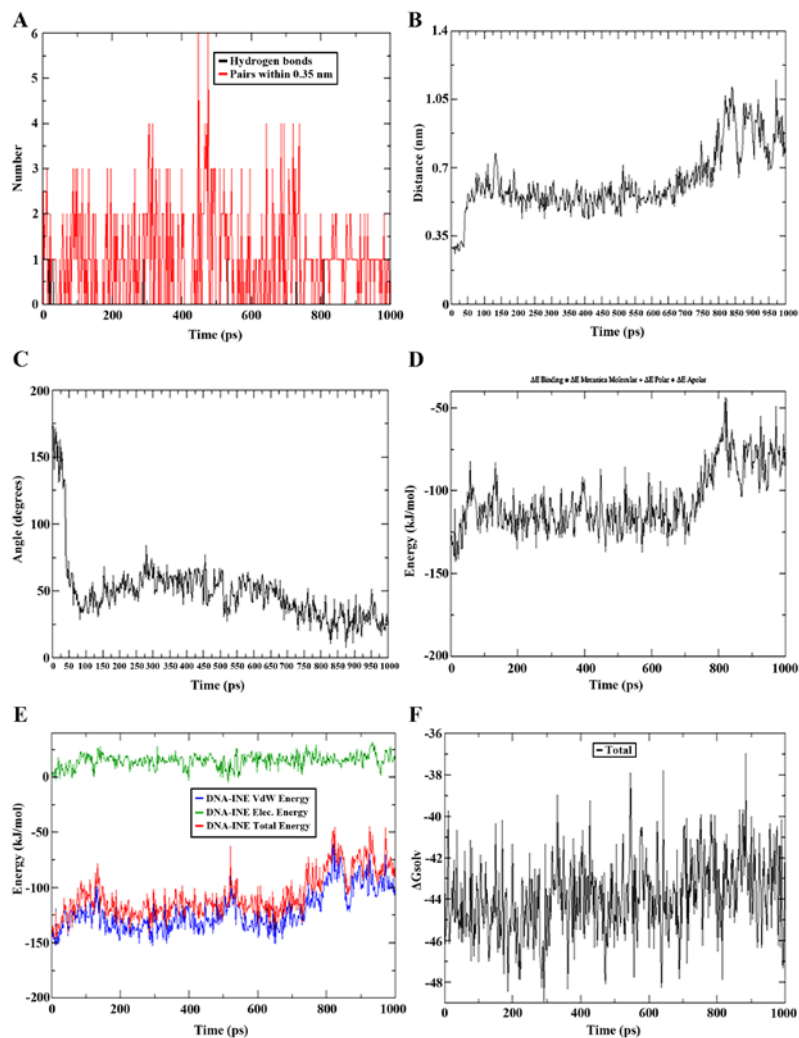 A
B
6
5
4
3
2
1
0
Number
Hydrogen bonds
Pairs within 0.35 nm
0 200 400 600 800 1000
Time (ps)
1.4
1.05
0.7
0.35
0
Distance (nm)
0 50 100 150 200 250 300 350 400 450 500 550 600 650 700 750 800 850 900 950 1000
Time (ps)
C
D
200
150
100
50
0
Angle (degrees)
0 50 100 150 200 250 300 350 400 450 500 550 600 650 700 750 800 850 900 950 1000
Time (ps)
ΔE Binding = ΔE Mecanica Molecular + ΔE Polar + ΔE Apolar
-50
-100
-150
-200
Energy (kJ/mol)
0 200 400 600 800 1000
Time (ps)
E
F
0
-50
-100
-150
-200
Energy (kJ/mol)
DNA-INE VdW Energy
DNA-INE Elec. Energy
DNA-INE Total Energy
0 200 400 600 800 1000
Time (ps)
-36
-38
-40
-42
-44
-46
-48
ΔGsolv
Total
0 200 400 600 800 1000
Time (ps)